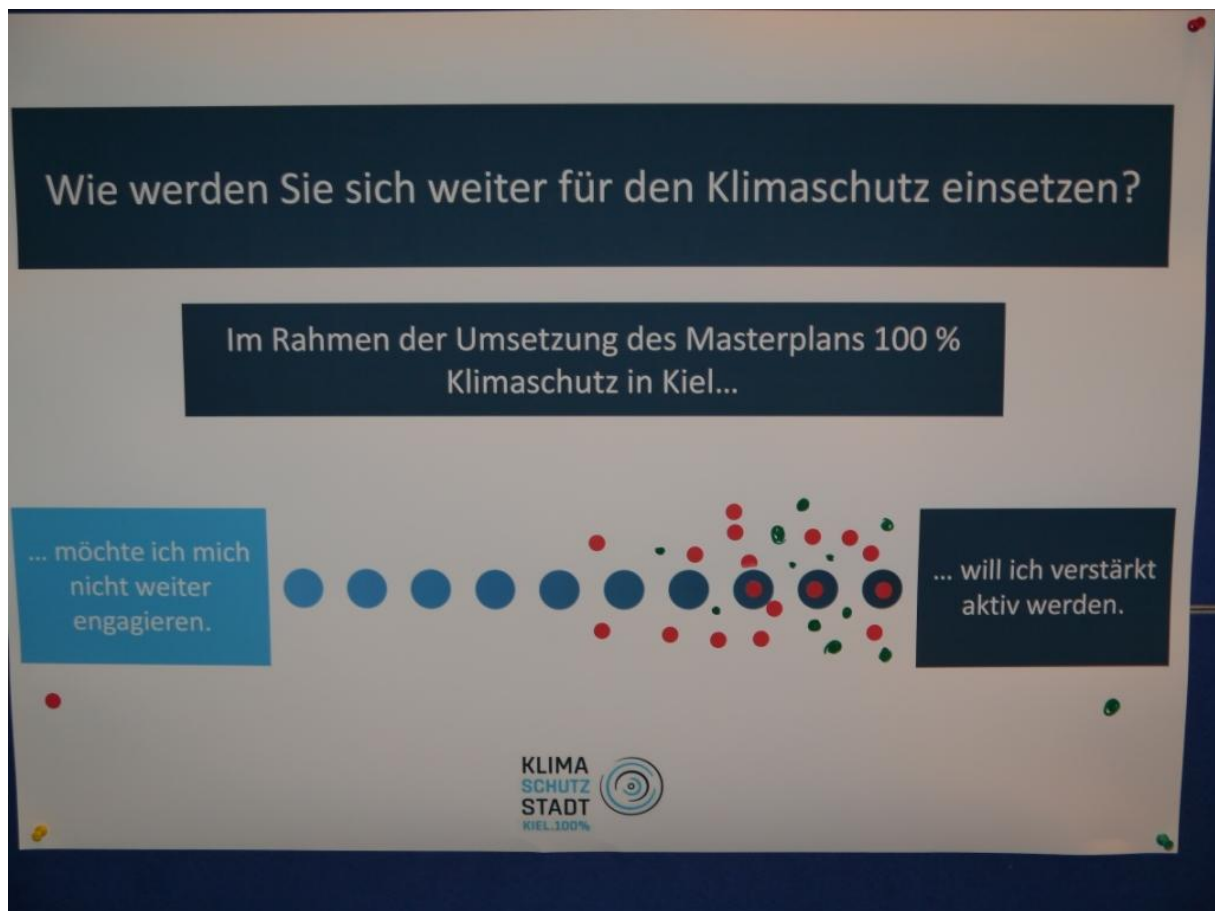 Wie werden Sie sich weiter für den Klimaschutz einsetzen?
Im Rahmen der Umsetzung des Masterplans 100 %
Klimaschutz in Kiel...
... möchte ich mich
nicht weiter
engagieren.
... will ich verstärkt
aktiv werden.
KLIMA
SCHUTZ
STADT
KIEL.100%